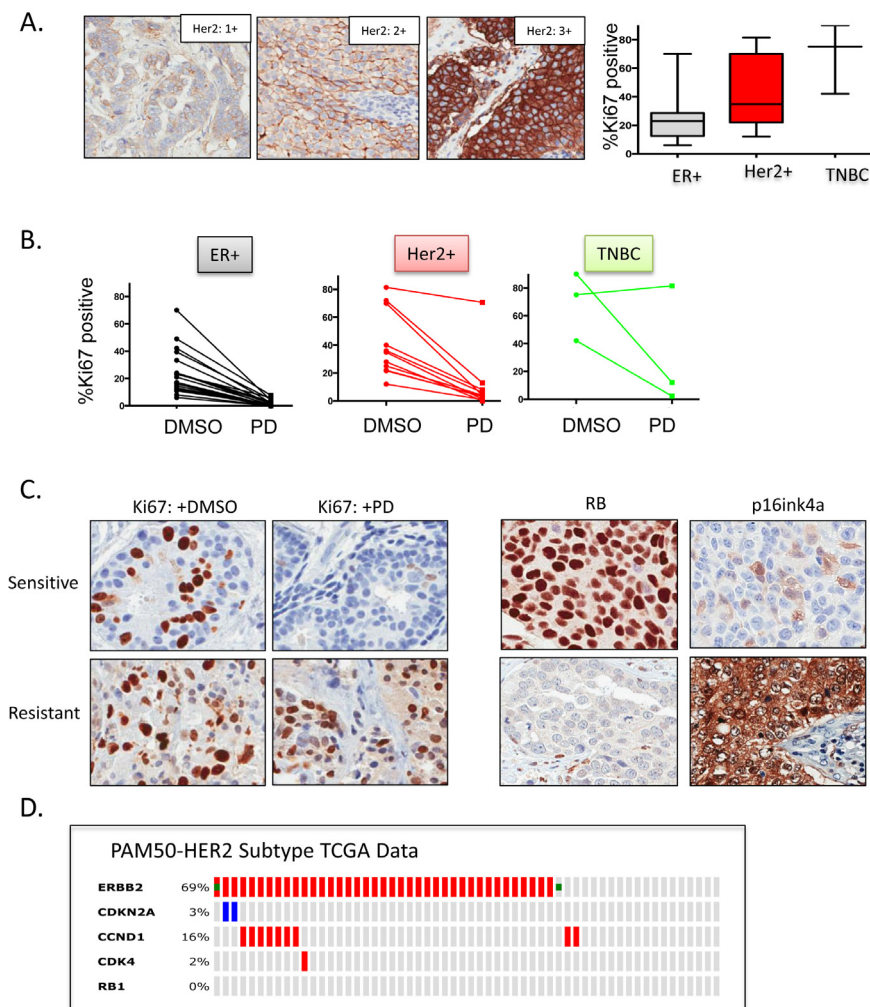 A.
Her2: 1+
Her2: 2+
Her2: 3+
%Ki67 positive
80
60
40
20
0
ER+
Her2+
TNBC
B.
ER+
Her2+
TNBC
%Ki67 positive
80
60
40
20
0
80
60
40
20
0
80
60
40
20
0
DMSO PD
DMSO PD
DMSO PD
C.
Ki67: +DMSO
Ki67: +PD
RB
p16ink4a
Sensitive
Resistant
D.
PAM50-HER2 Subtype TCGA Data
ERBB2 69%
CDKN2A 3%
CCND1 16%
CDK4 2%
RB1 0%